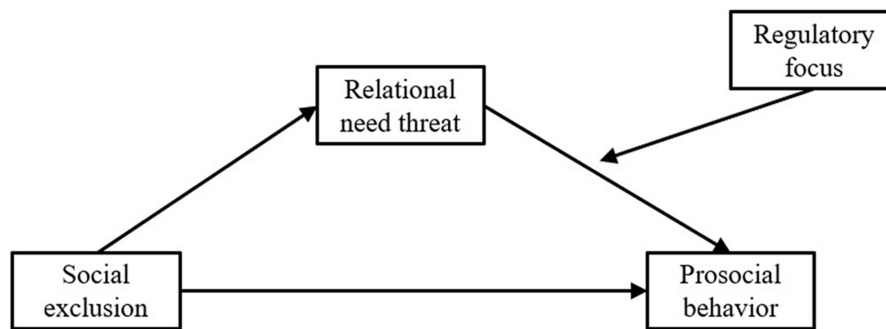 Regulatory
focus
Relational
need threat
Social
exclusion
Prosocial
behavior